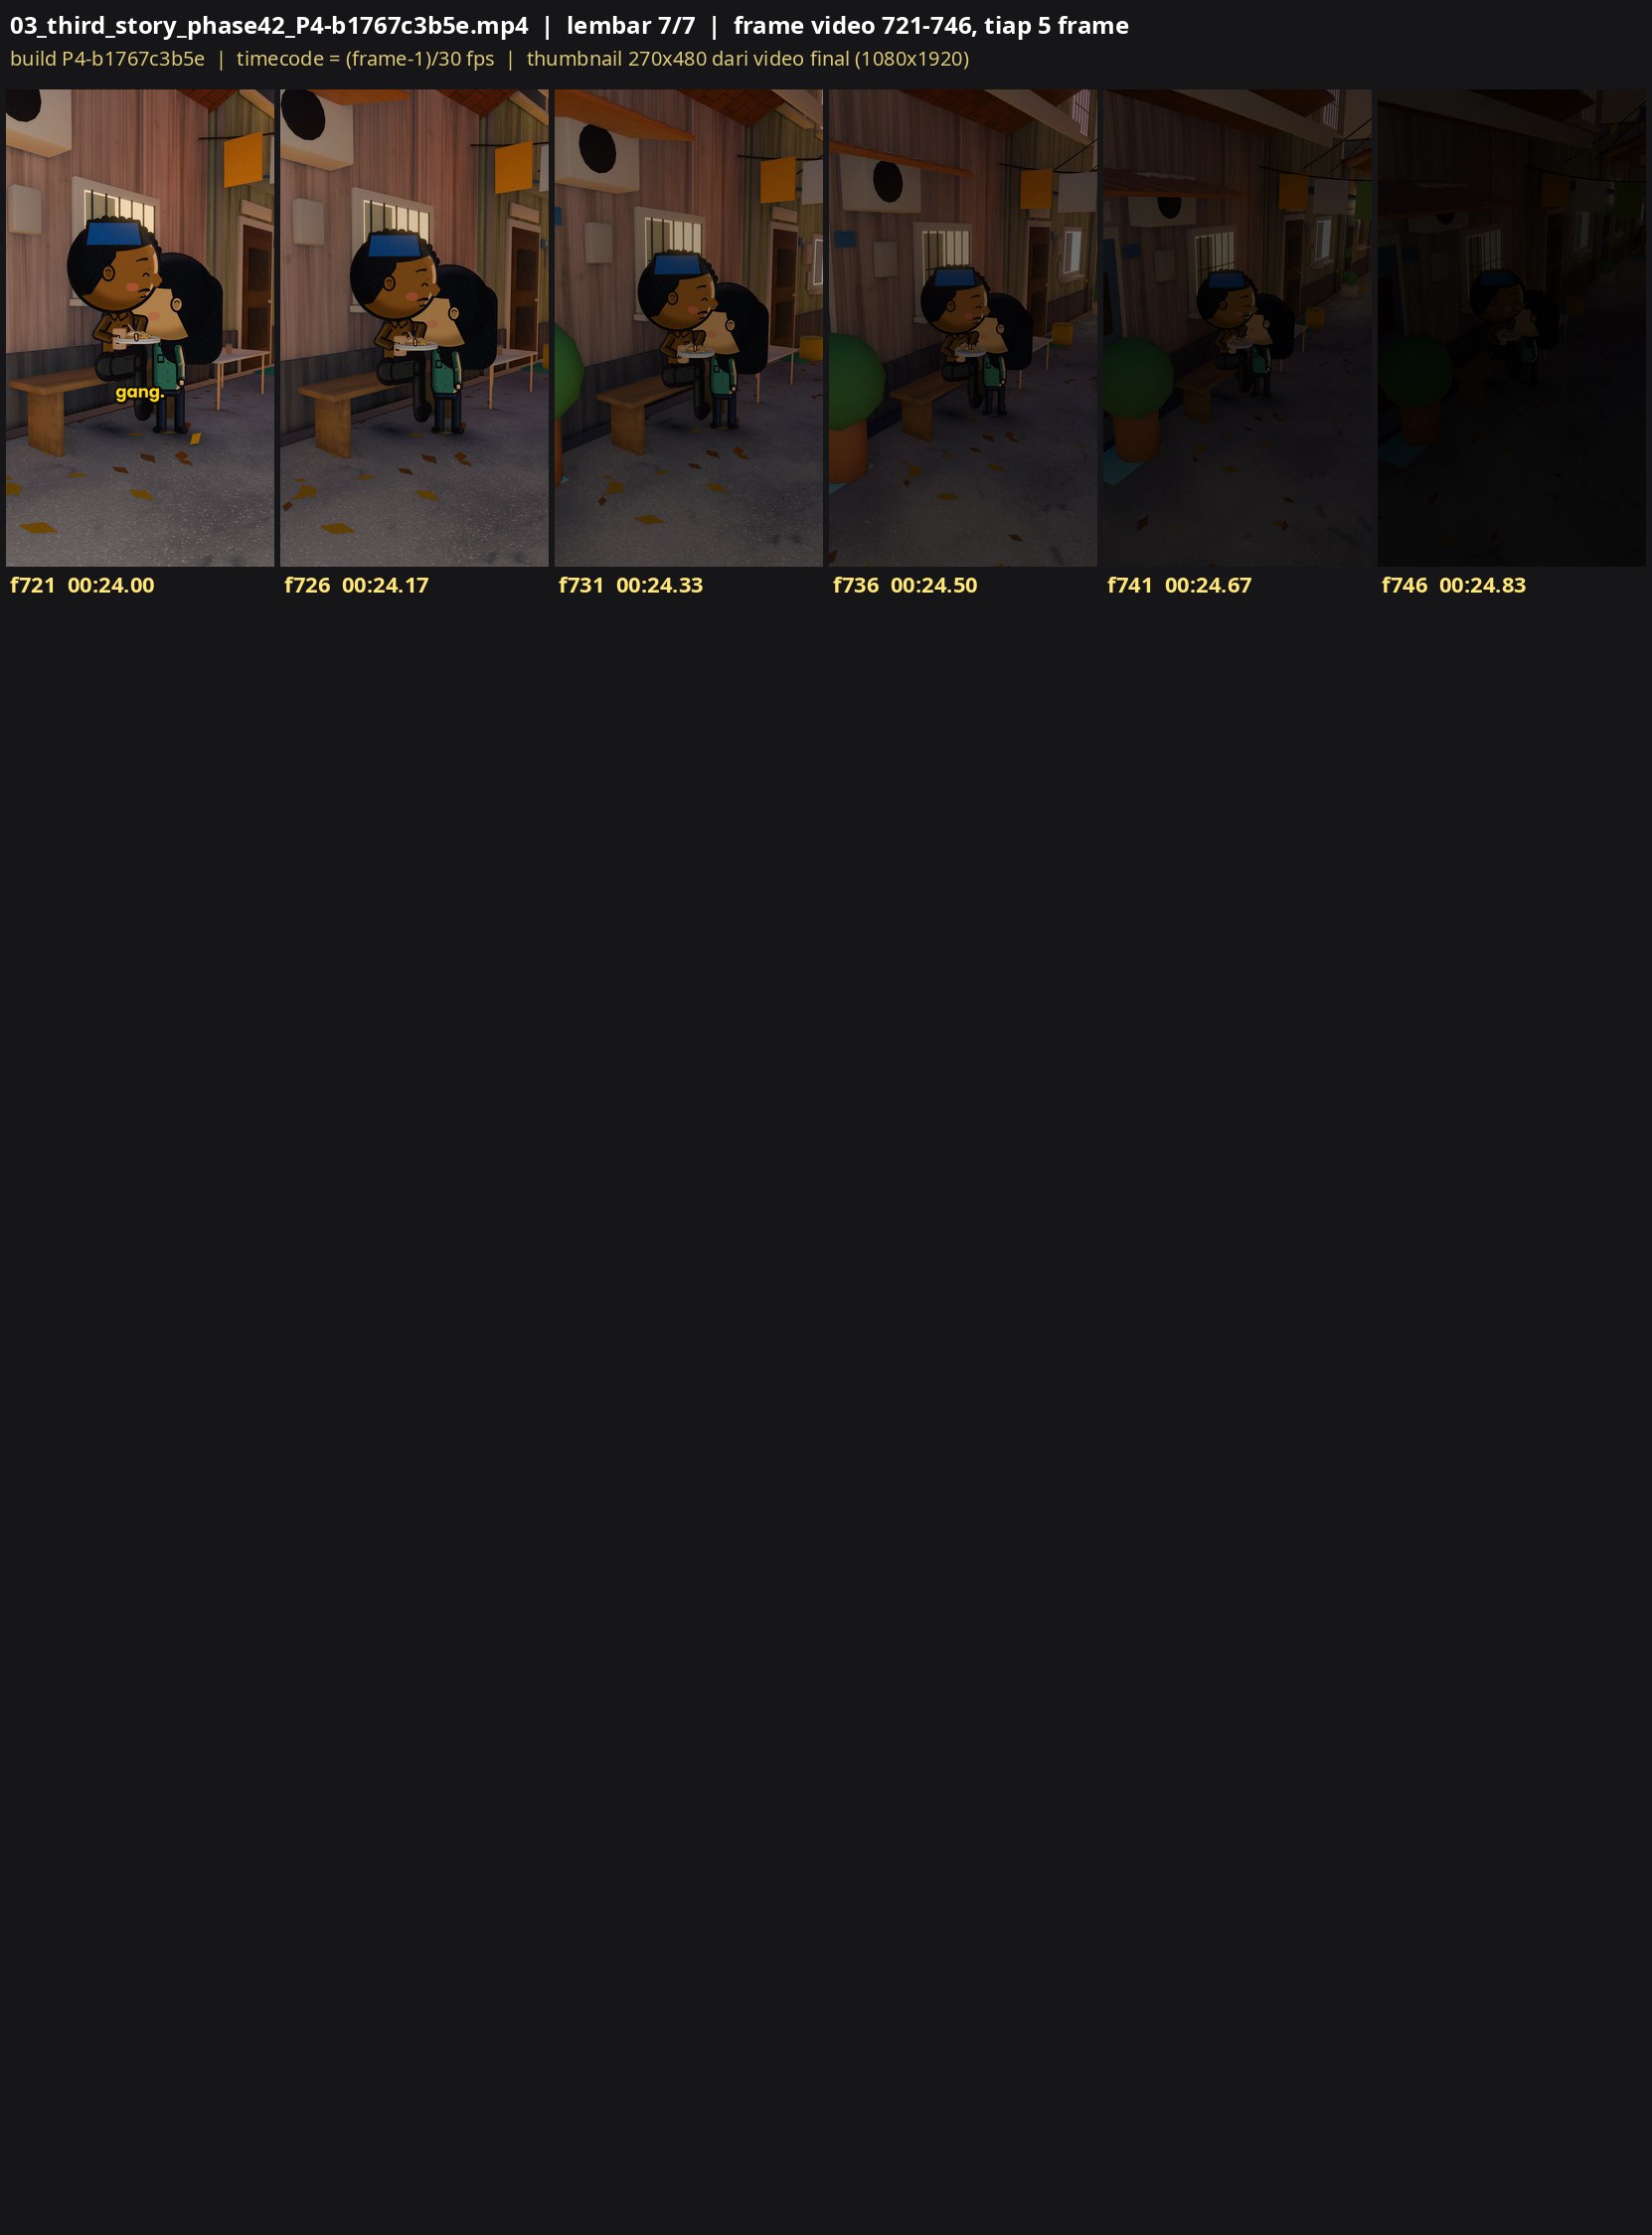 03_third_story_phase42_P4-b1767c3b5e.mp4 | lembar 7/7 | frame video 721-746, tiap 5 frame
build P4-b1767c3b5e | timecode = (frame-1)/30 fps | thumbnail 270x480 dari video final (1080x1920)
gang.
f721 00:24.00
f726 00:24.17
f731 00:24.33
f736 00:24.50
f741 00:24.67
f746 00:24.83